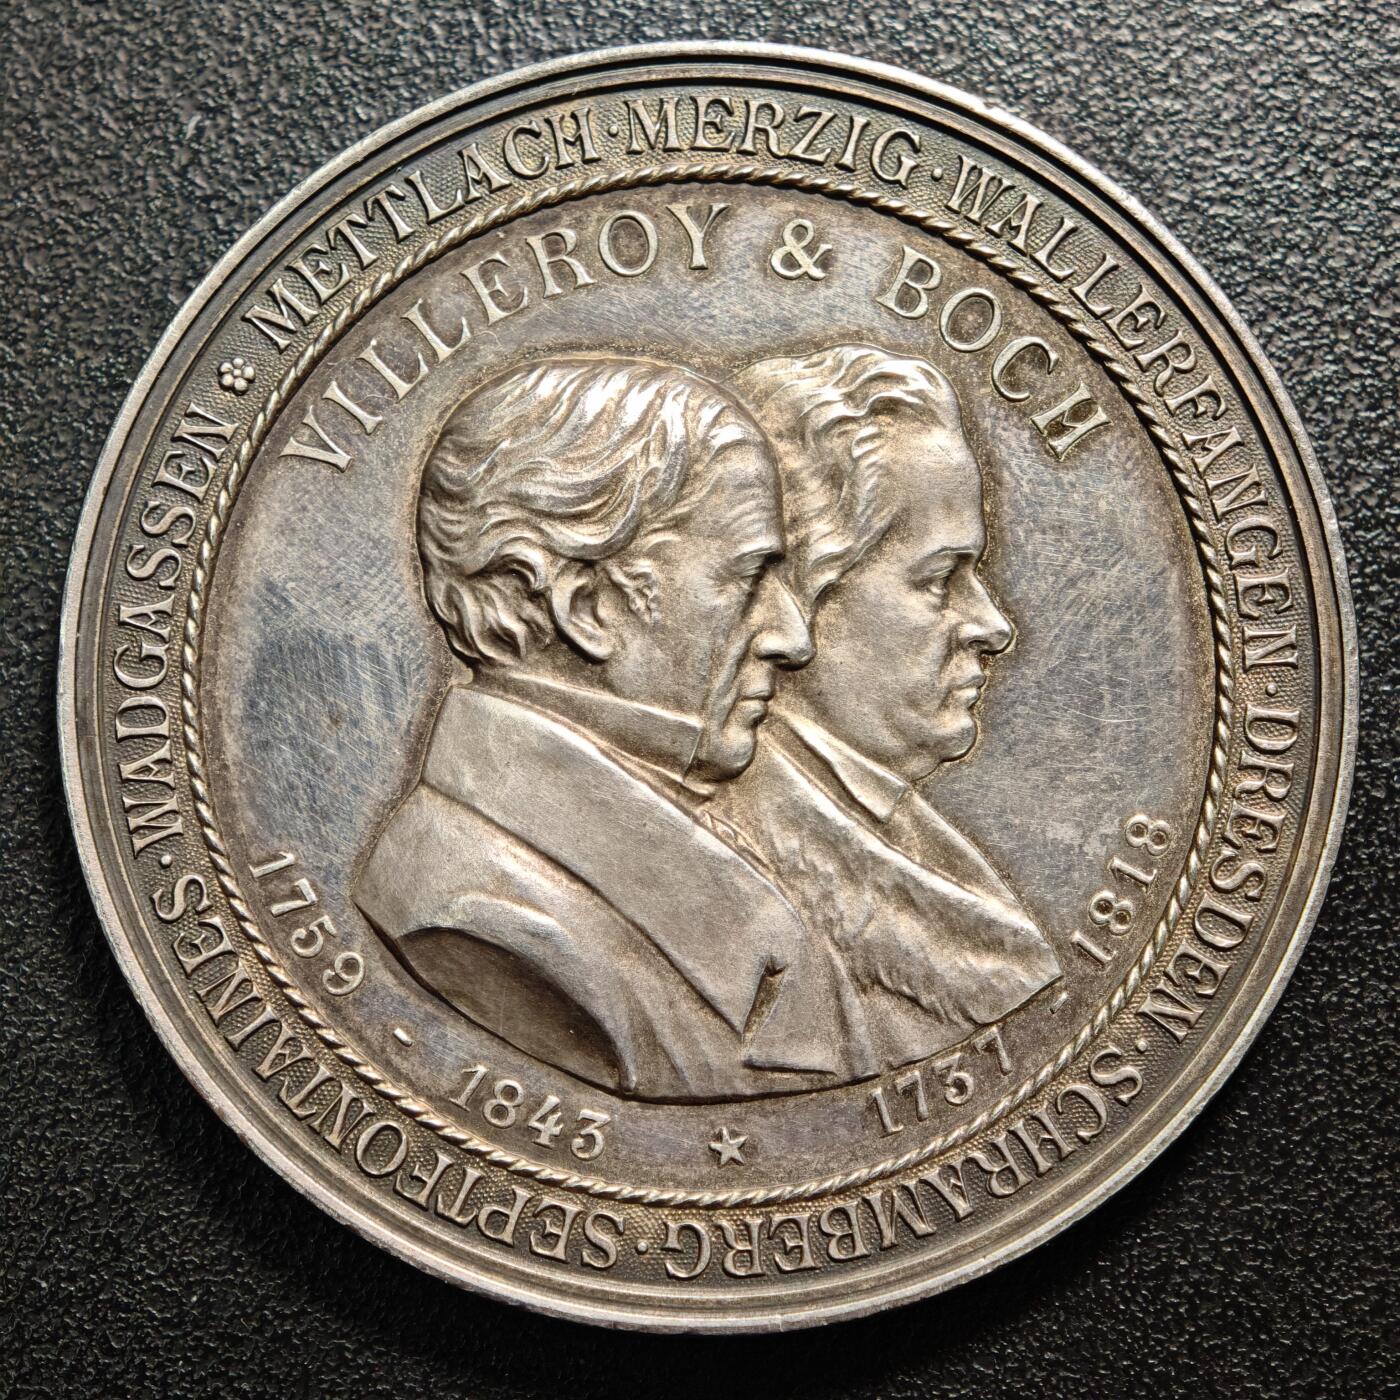 METTLACH · MERZIG · WALLERFANGEN · DRESDEN · SCHRAMBERG · SEPTFONTAINES · WADGASSEN
VILLEROY & BOCH
1759 - 1843 ★ 1737 - 1818